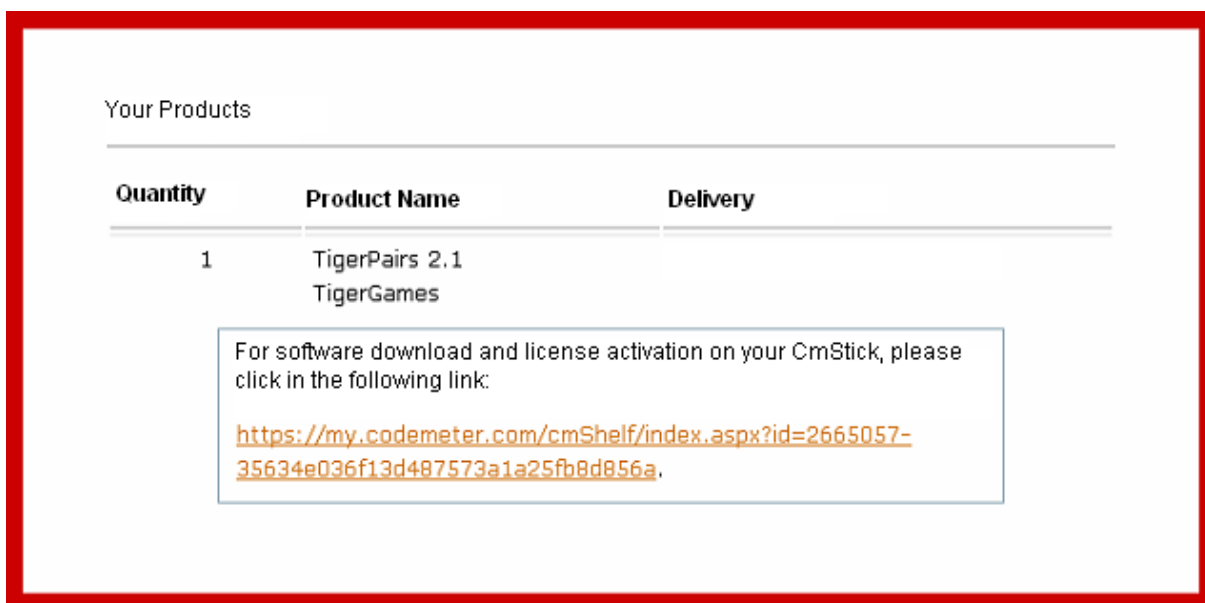 Your Products
Quantity Product Name Delivery
1 TigerPairs 2.1
TigerGames
For software download and license activation on your CmStick, please
click in the following link:
https://my.codemeter.com/cmShelf/index.aspx?id=2665057-
35634e036f13d487573a1a25fb8d856a.